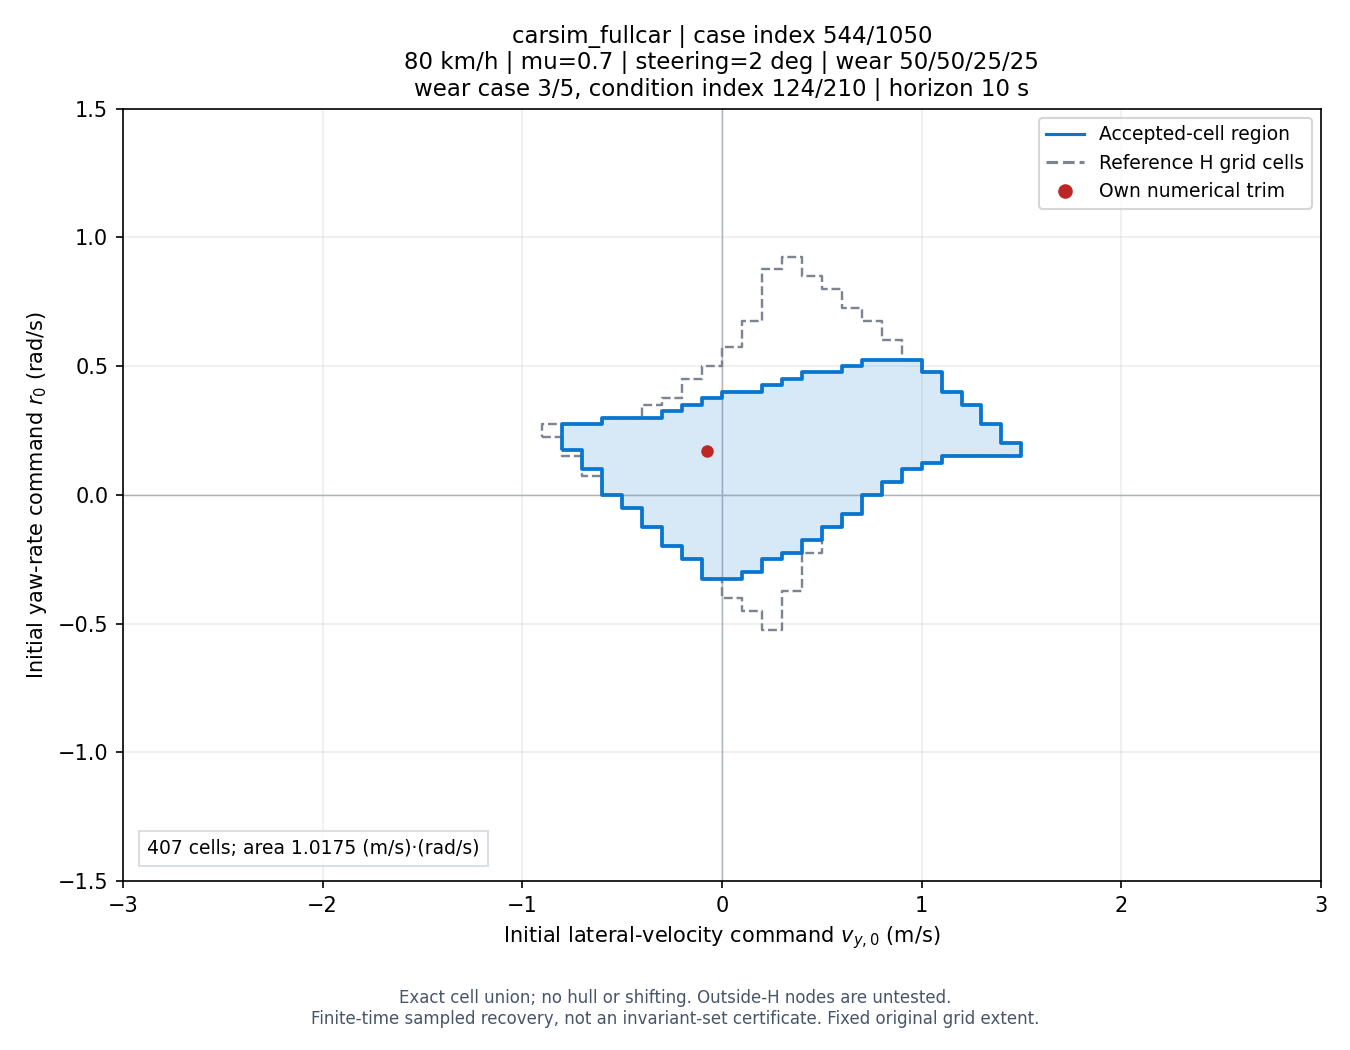 carsim_fullcar | case index 544/1050
80 km/h | mu=0.7 | steering=2 deg | wear 50/50/25/25
wear case 3/5, condition index 124/210 | horizon 10 s
Accepted-cell region
Reference H grid cells
Own numerical trim
1.5
1.0
0.5
0.0
−0.5
−1.0
−1.5
Initial yaw-rate command r₀ (rad/s)
407 cells; area 1.0175 (m/s)·(rad/s)
−3 −2 −1 0 1 2 3
Initial lateral-velocity command v_{y,0} (m/s)
Exact cell union; no hull or shifting. Outside-H nodes are untested.
Finite-time sampled recovery, not an invariant-set certificate. Fixed original grid extent.